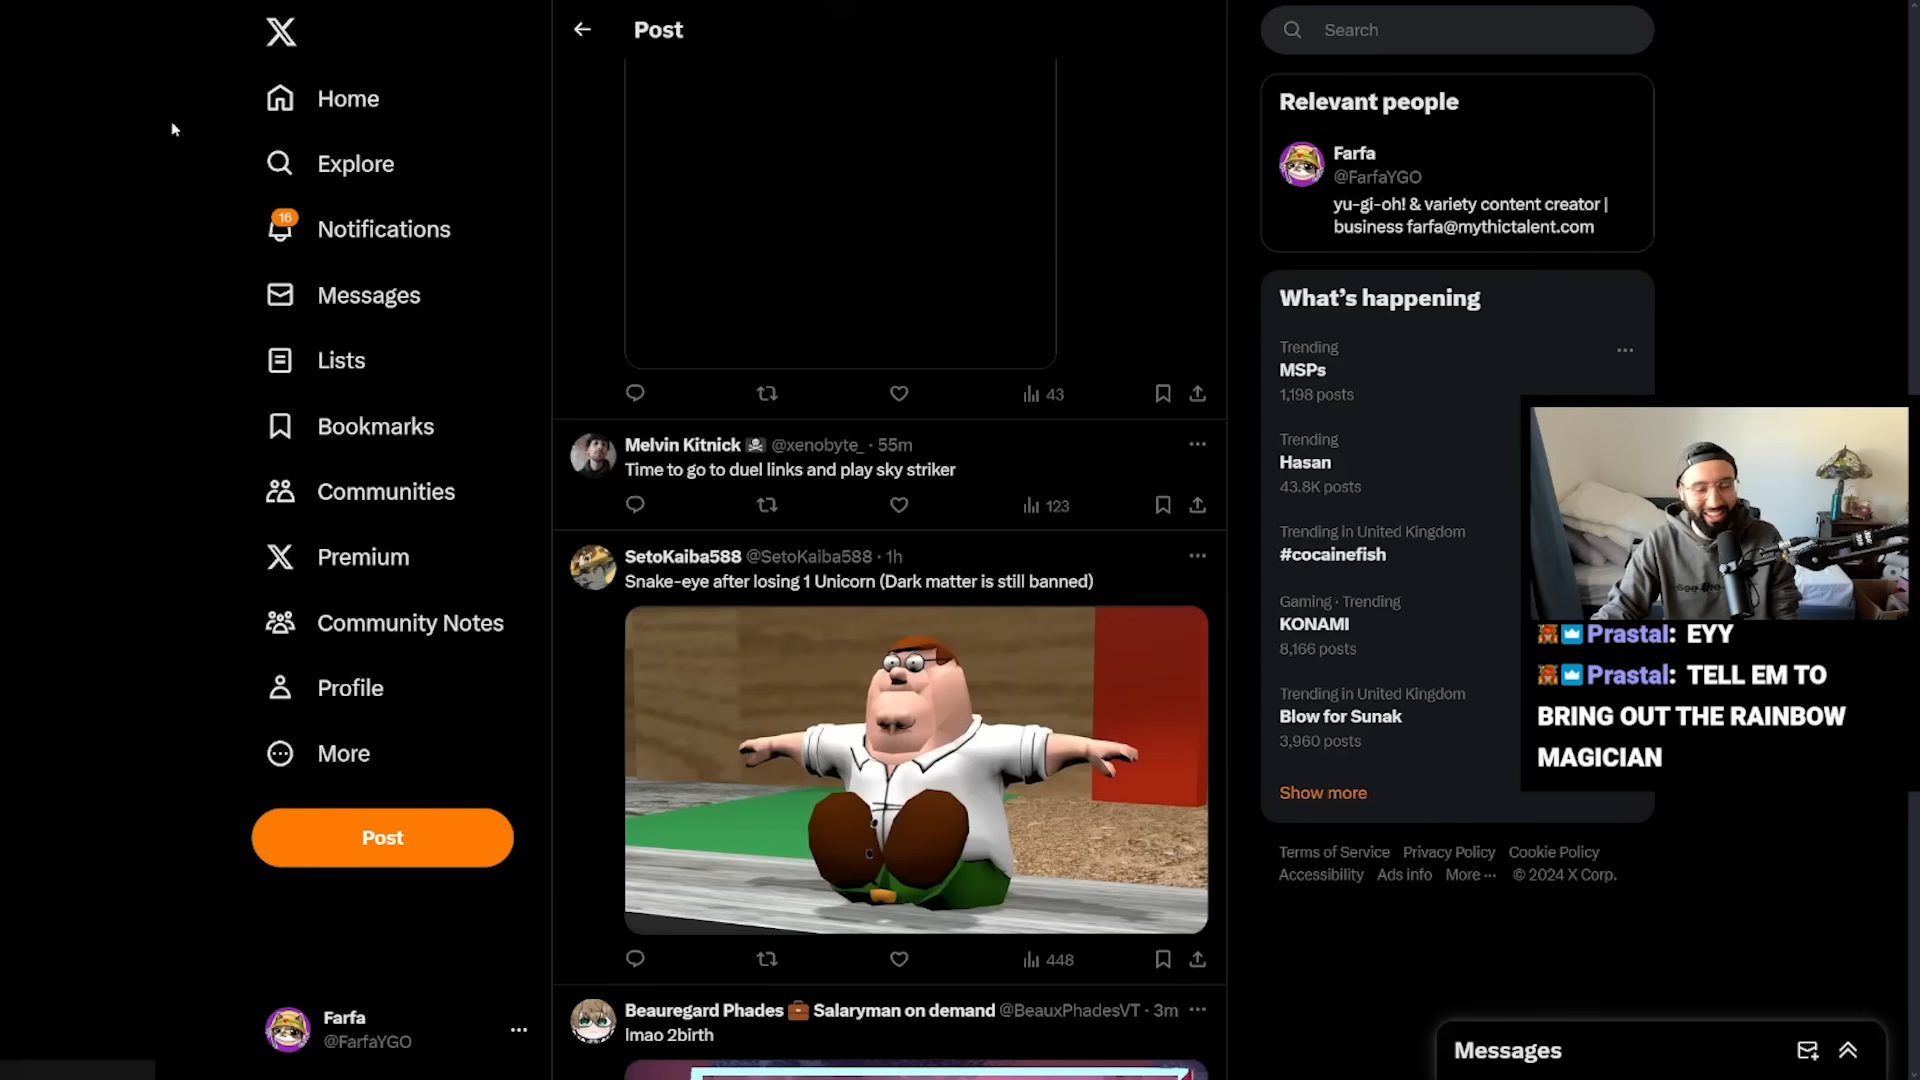 Home
Explore
16
Notifications
Messages
Lists
Bookmarks
Communities
Premium
Community Notes
Profile
More
Post
Farfa
@FarfaYGO
Post
43
Melvin Kitnick @xenobyte_ · 55m
Time to go to duel links and play sky striker
123
SetoKaiba588 @SetoKaiba588 · 1h
Snake-eye after losing 1 Unicorn (Dark matter is still banned)
448
Beauregard Phades Salaryman on demand @BeauxPhadesVT · 3m
lmao 2birth
Search
Relevant people
Farfa
@FarfaYGO
yu-gi-oh! & variety content creator |
business farfa@mythictalent.com
What's happening
Trending
MSPs
1,198 posts
Trending
Hasan
43.8K posts
Trending in United Kingdom
#cocainefish
Gaming · Trending
KONAMI
8,166 posts
Trending in United Kingdom
Blow for Sunak
3,960 posts
Show more
Prastal: EYY
Prastal: TELL EM TO
BRING OUT THE RAINBOW
MAGICIAN
Terms of Service Privacy Policy Cookie Policy
Accessibility Ads info More ··· © 2024 X Corp.
Messages